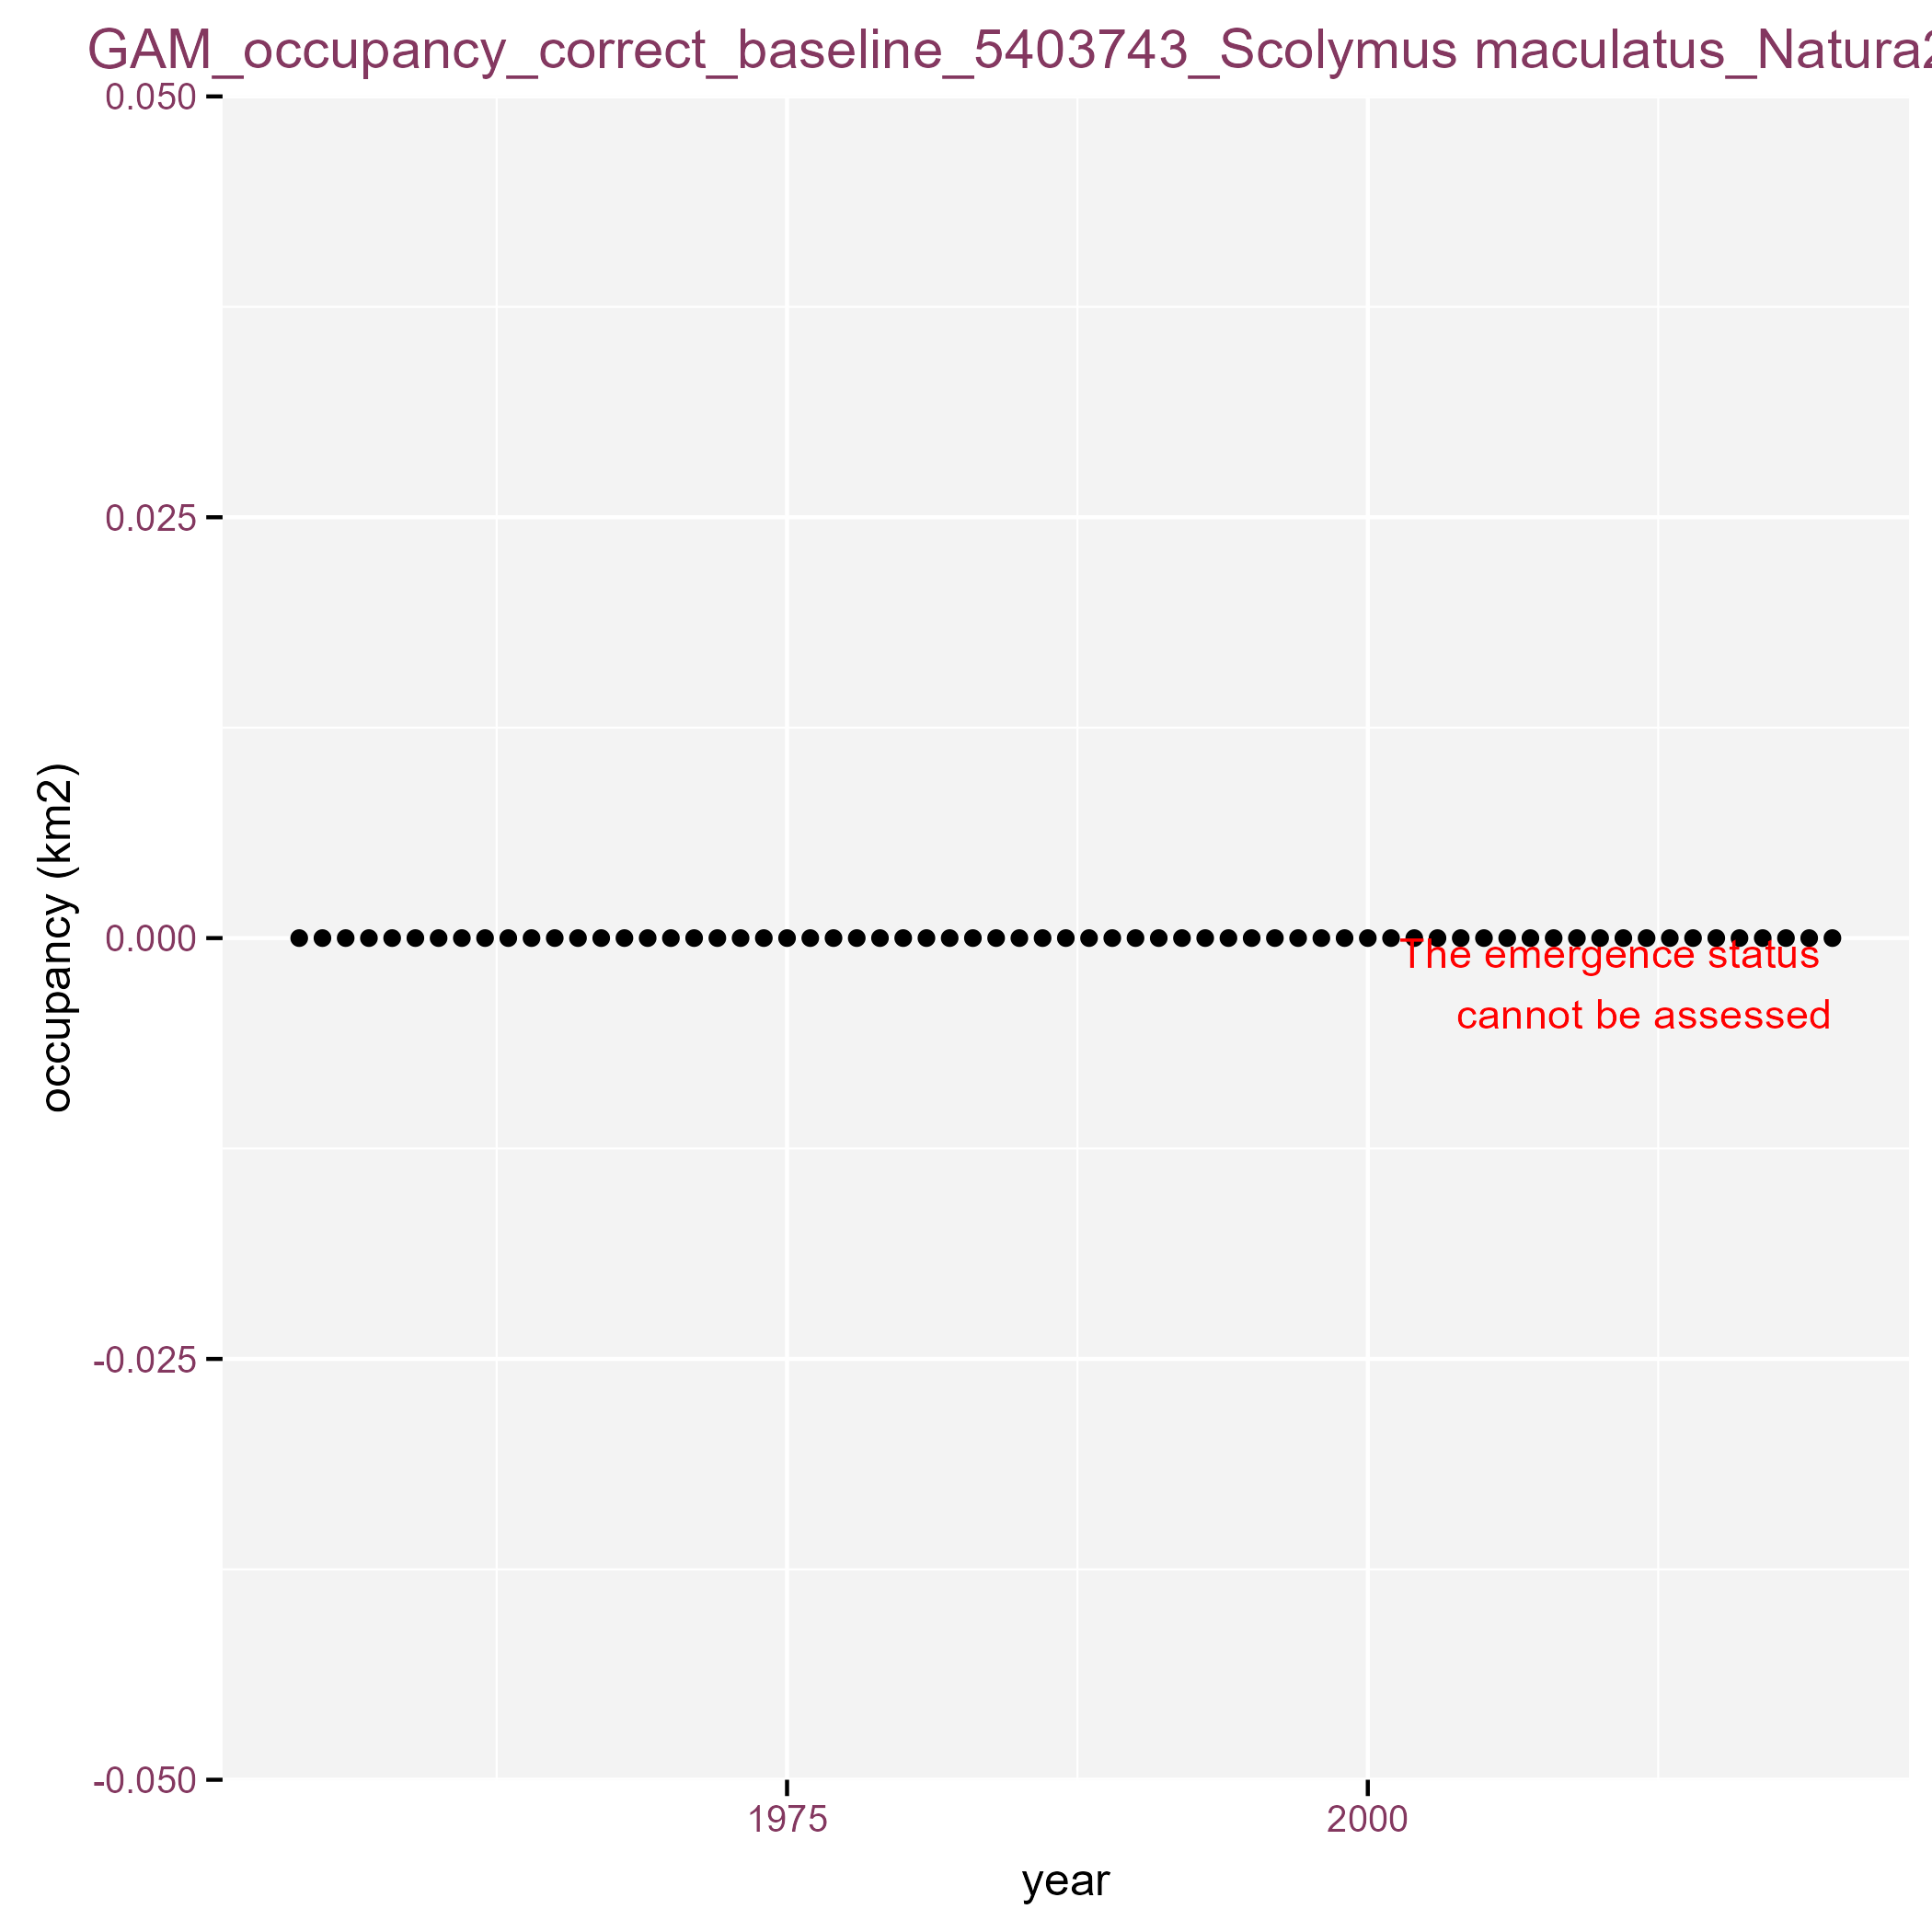 GAM_occupancy_correct_baseline_5403743_Scolymus maculatus_Natura2
0.050
0.025
0.000
-0.025
-0.050
occupancy (km2)
The emergence status
cannot be assessed
1975
2000
year